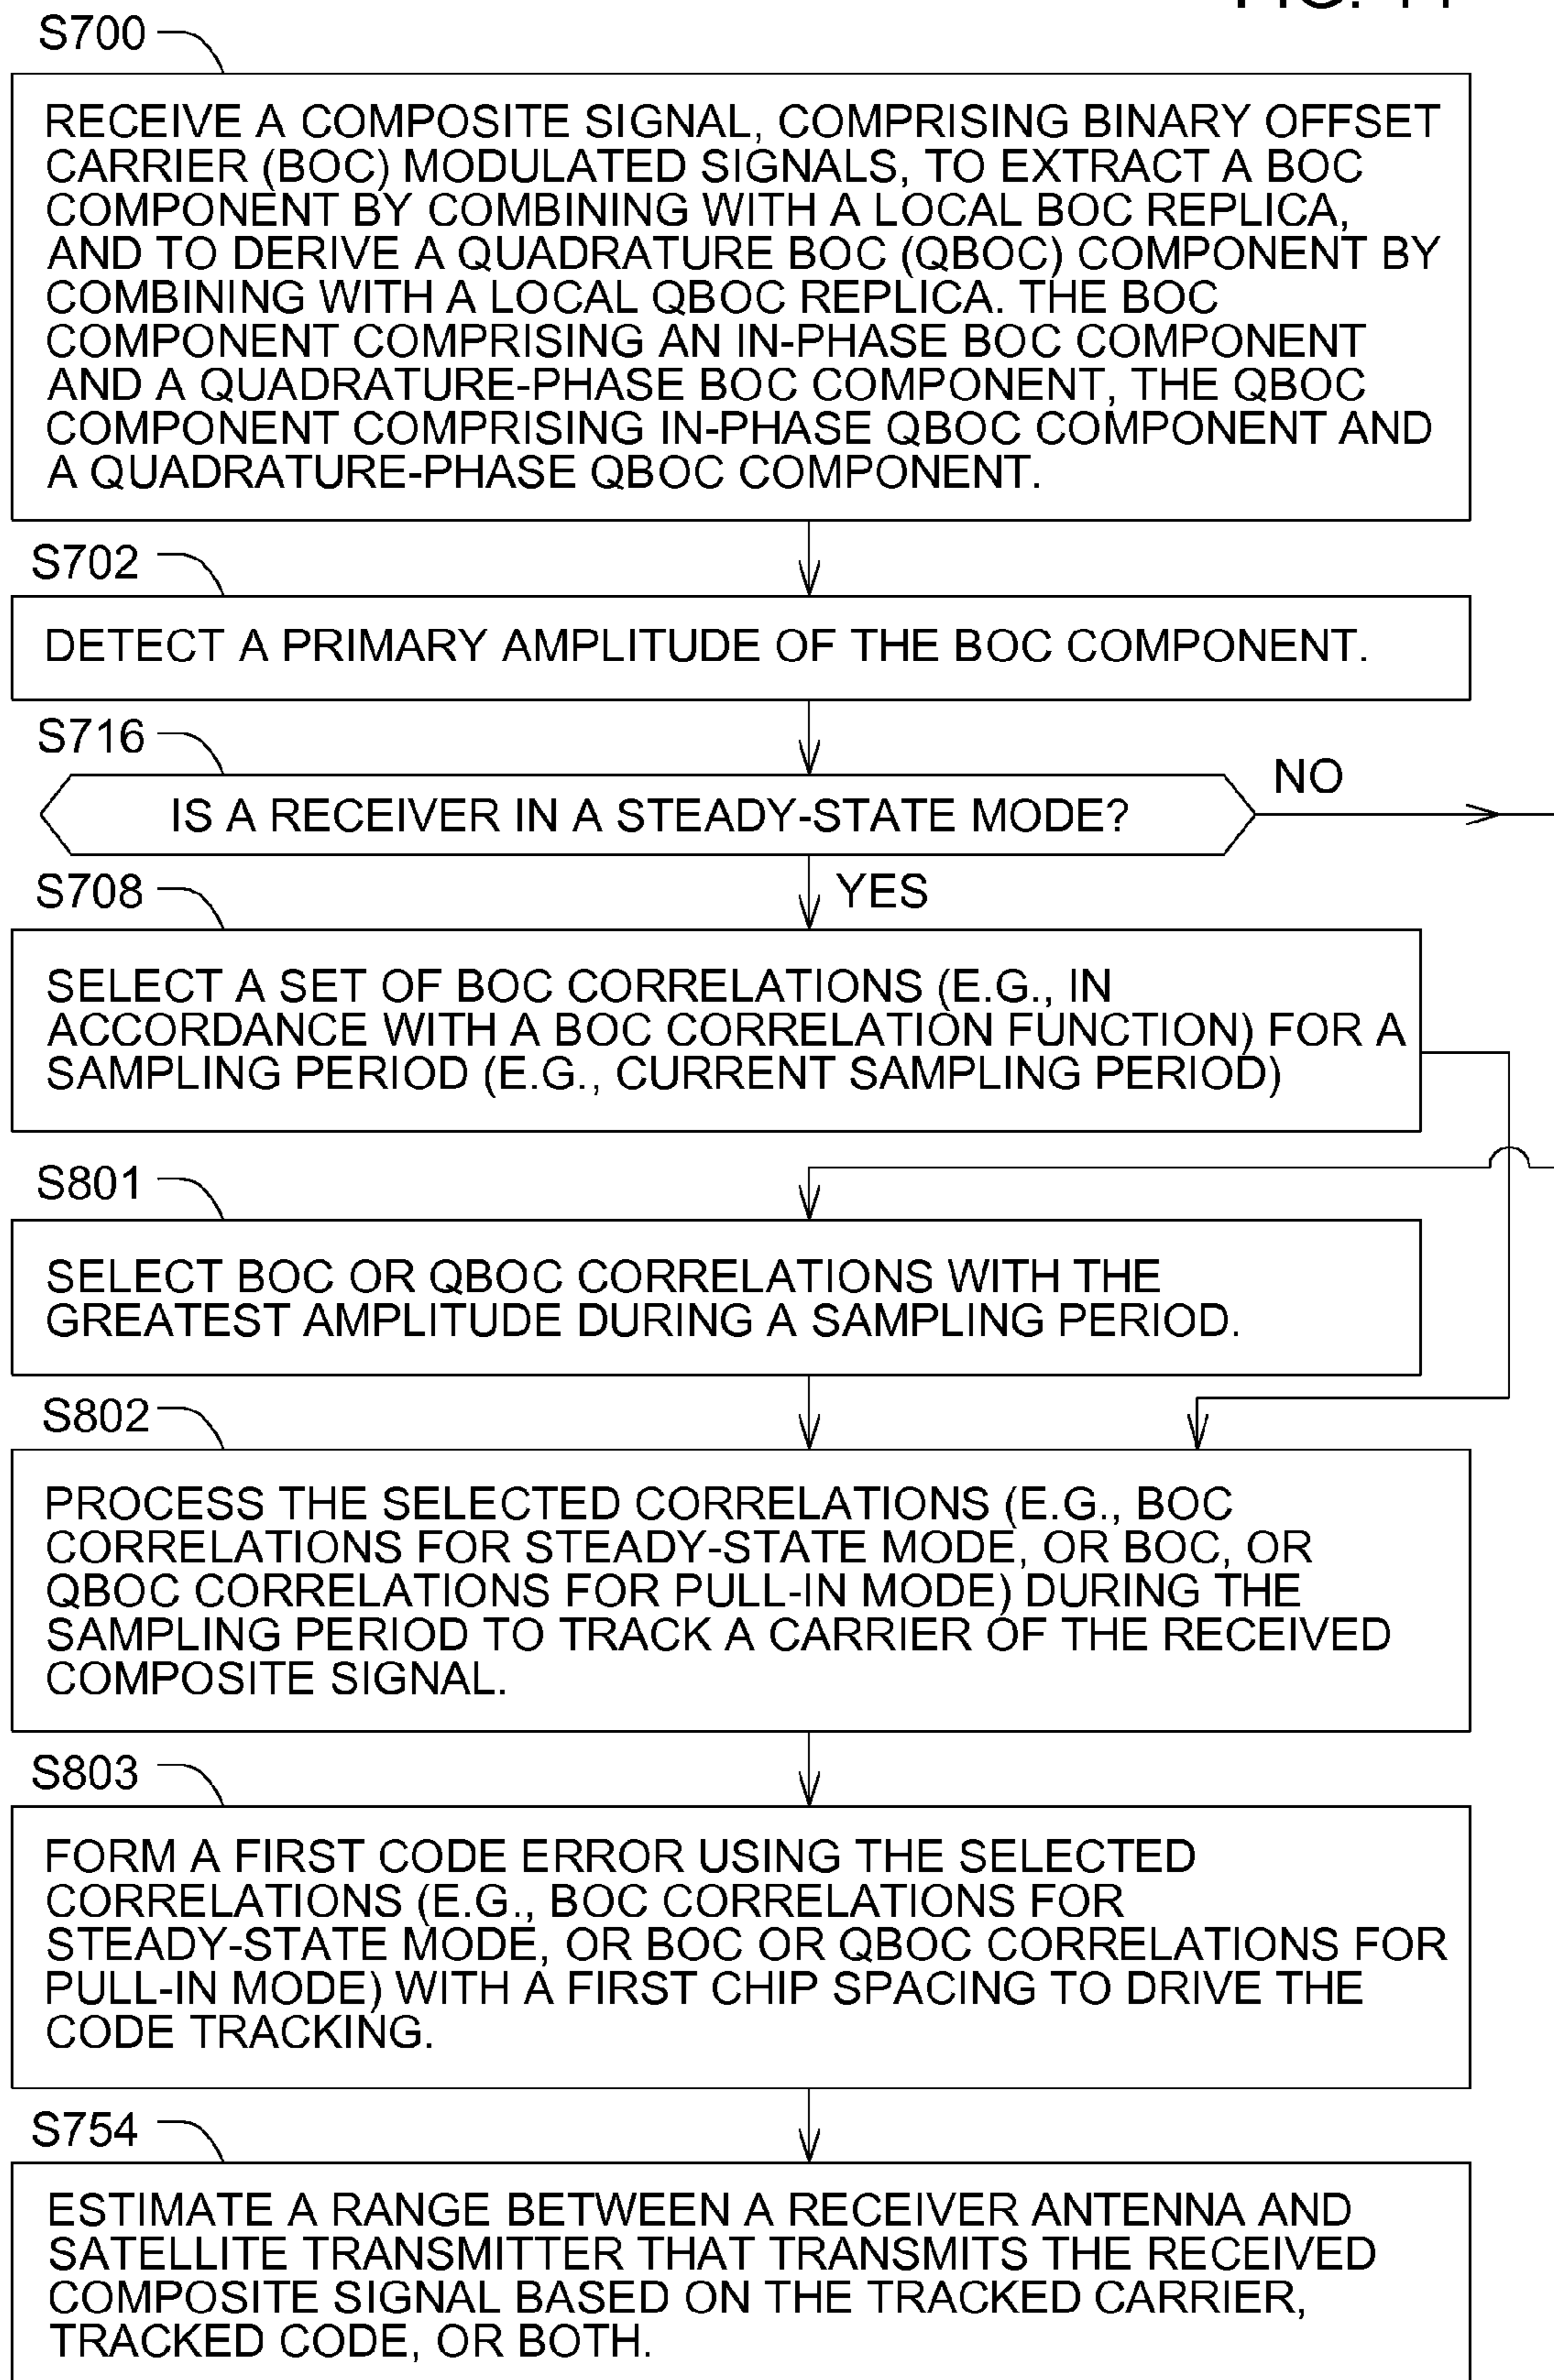 S700
RECEIVE A COMPOSITE SIGNAL, COMPRISING BINARY OFFSET
CARRIER (BOC) MODULATED SIGNALS, TO EXTRACT A BOC
COMPONENT BY COMBINING WITH A LOCAL BOC REPLICA,
AND TO DERIVE A QUADRATURE BOC (QBOC) COMPONENT BY
COMBINING WITH A LOCAL QBOC REPLICA. THE BOC
COMPONENT COMPRISING AN IN-PHASE BOC COMPONENT
AND A QUADRATURE-PHASE BOC COMPONENT, THE QBOC
COMPONENT COMPRISING IN-PHASE QBOC COMPONENT AND
A QUADRATURE-PHASE QBOC COMPONENT.
S702
DETECT A PRIMARY AMPLITUDE OF THE BOC COMPONENT.
S716
IS A RECEIVER IN A STEADY-STATE MODE?
NO
YES
S708
SELECT A SET OF BOC CORRELATIONS (E.G., IN
ACCORDANCE WITH A BOC CORRELATION FUNCTION) FOR A
SAMPLING PERIOD (E.G., CURRENT SAMPLING PERIOD)
S801
SELECT BOC OR QBOC CORRELATIONS WITH THE
GREATEST AMPLITUDE DURING A SAMPLING PERIOD.
S802
PROCESS THE SELECTED CORRELATIONS (E.G., BOC
CORRELATIONS FOR STEADY-STATE MODE, OR BOC, OR
QBOC CORRELATIONS FOR PULL-IN MODE) DURING THE
SAMPLING PERIOD TO TRACK A CARRIER OF THE RECEIVED
COMPOSITE SIGNAL.
S803
FORM A FIRST CODE ERROR USING THE SELECTED
CORRELATIONS (E.G., BOC CORRELATIONS FOR
STEADY-STATE MODE, OR BOC OR QBOC CORRELATIONS FOR
PULL-IN MODE) WITH A FIRST CHIP SPACING TO DRIVE THE
CODE TRACKING.
S754
ESTIMATE A RANGE BETWEEN A RECEIVER ANTENNA AND
SATELLITE TRANSMITTER THAT TRANSMITS THE RECEIVED
COMPOSITE SIGNAL BASED ON THE TRACKED CARRIER,
TRACKED CODE, OR BOTH.